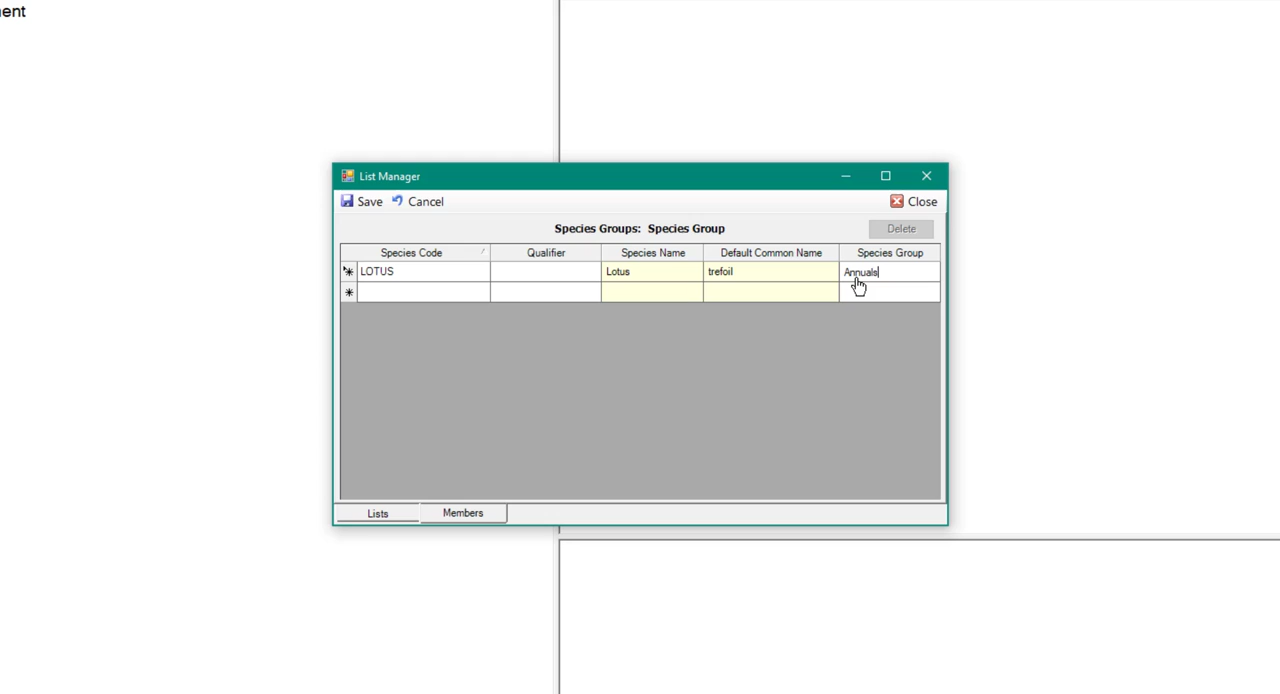 List Manager
Save Cancel Close
Species Groups: Species Group Delete
Species Code Qualifier Species Name Default Common Name Species Group
LOTUS Lotus trefoil Annuals
Lists Members